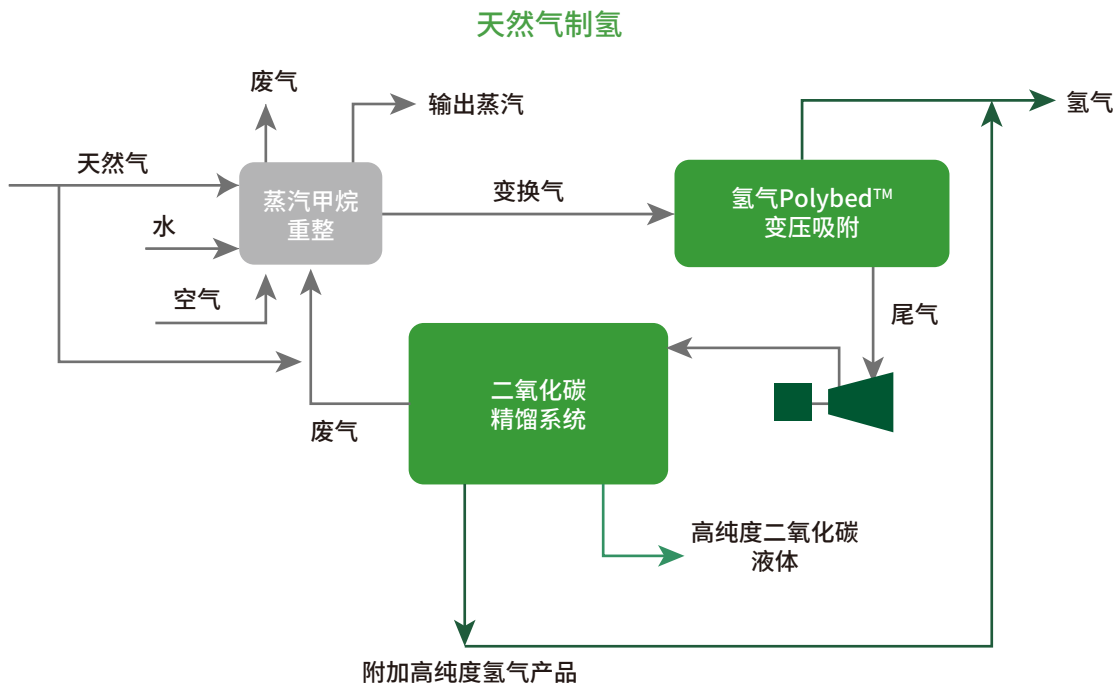 天然气制氢
废气
输出蒸汽
氢气
天然气
蒸汽甲烷
重整
变换气
氢气Polybed™
变压吸附
水
空气
尾气
二氧化碳
精馏系统
废气
高纯度二氧化碳
液体
附加高纯度氢气产品